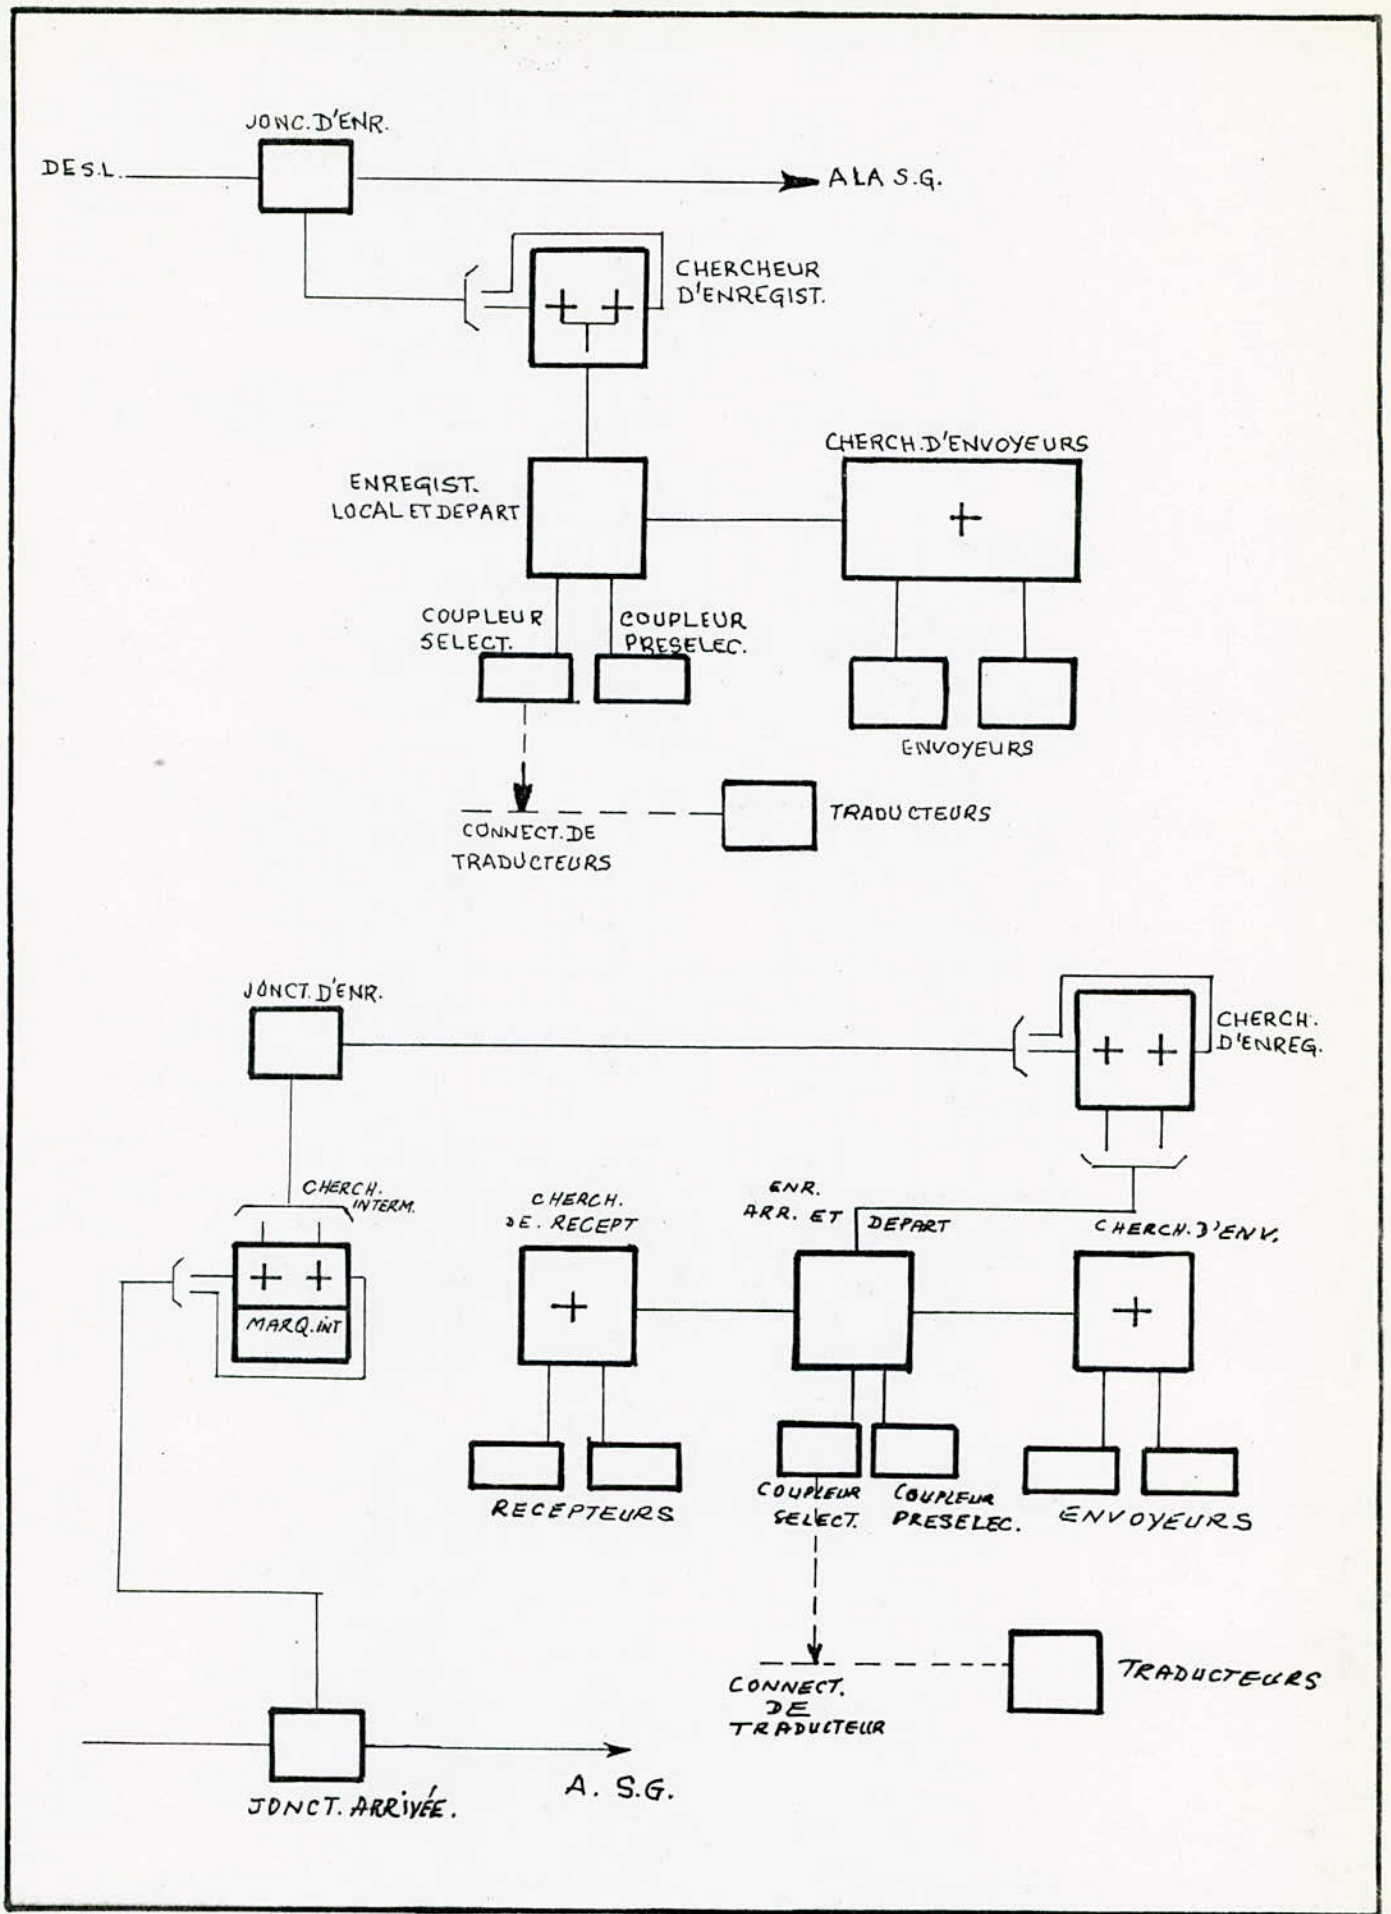 JONC. D'ENR.
DE S.L.
A LA S.G.
CHERCHEUR
D'ENREGIST.
CHERCH. D'ENVOYEURS
ENREGIST.
LOCAL ET DEPART
COUPLEUR
SELECT.
COUPLEUR
PRESELEC.
ENVOYEURS
TRADUCTEURS
CONNECT. DE
TRADUCTEURS
JONCT. D'ENR.
CHERCH.
D'ENREG.
CHERCH.
INTERM.
CHERCH.
DE. RECEPT
ENR.
ARR. ET DEPART
CHERCH. D'ENV.
MARQ. INT
RECEPTEURS
COUPLEUR
SELECT.
COUPLEUR
PRESELEC.
ENVOYEURS
TRADUCTEURS
CONNECT.
DE
TRADUCTEUR
A. S.G.
JONCT. ARRIVÉE.